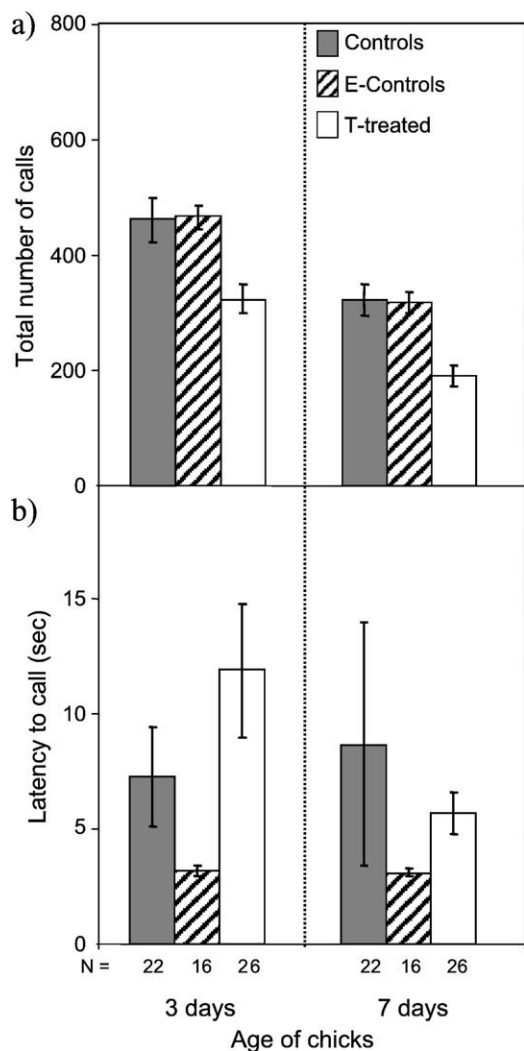 a)
800
600
400
200
0
Total number of calls
Controls
E-Controls
T-treated
b)
15
10
5
0
Latency to call (sec)
N = 22 16 26 22 16 26
3 days 7 days
Age of chicks